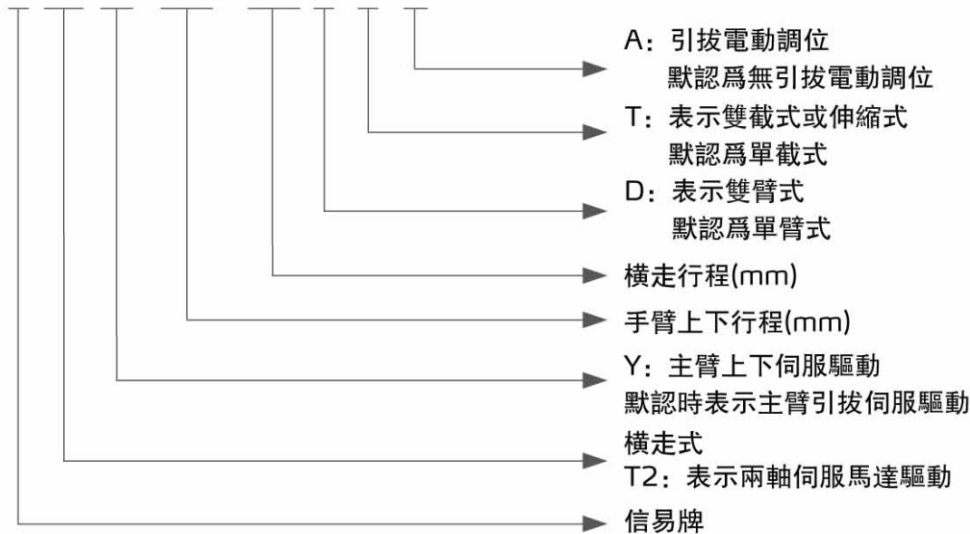 A：引拔電動調位
默認爲無引拔電動調位
T：表示雙截式或伸縮式
默認爲單截式
D：表示雙臂式
默認爲單臂式
橫走行程(mm)
手臂上下行程(mm)
Y：主臂上下伺服驅動
默認時表示主臂引拔伺服驅動
橫走式
T2：表示兩軸伺服馬達驅動
信易牌